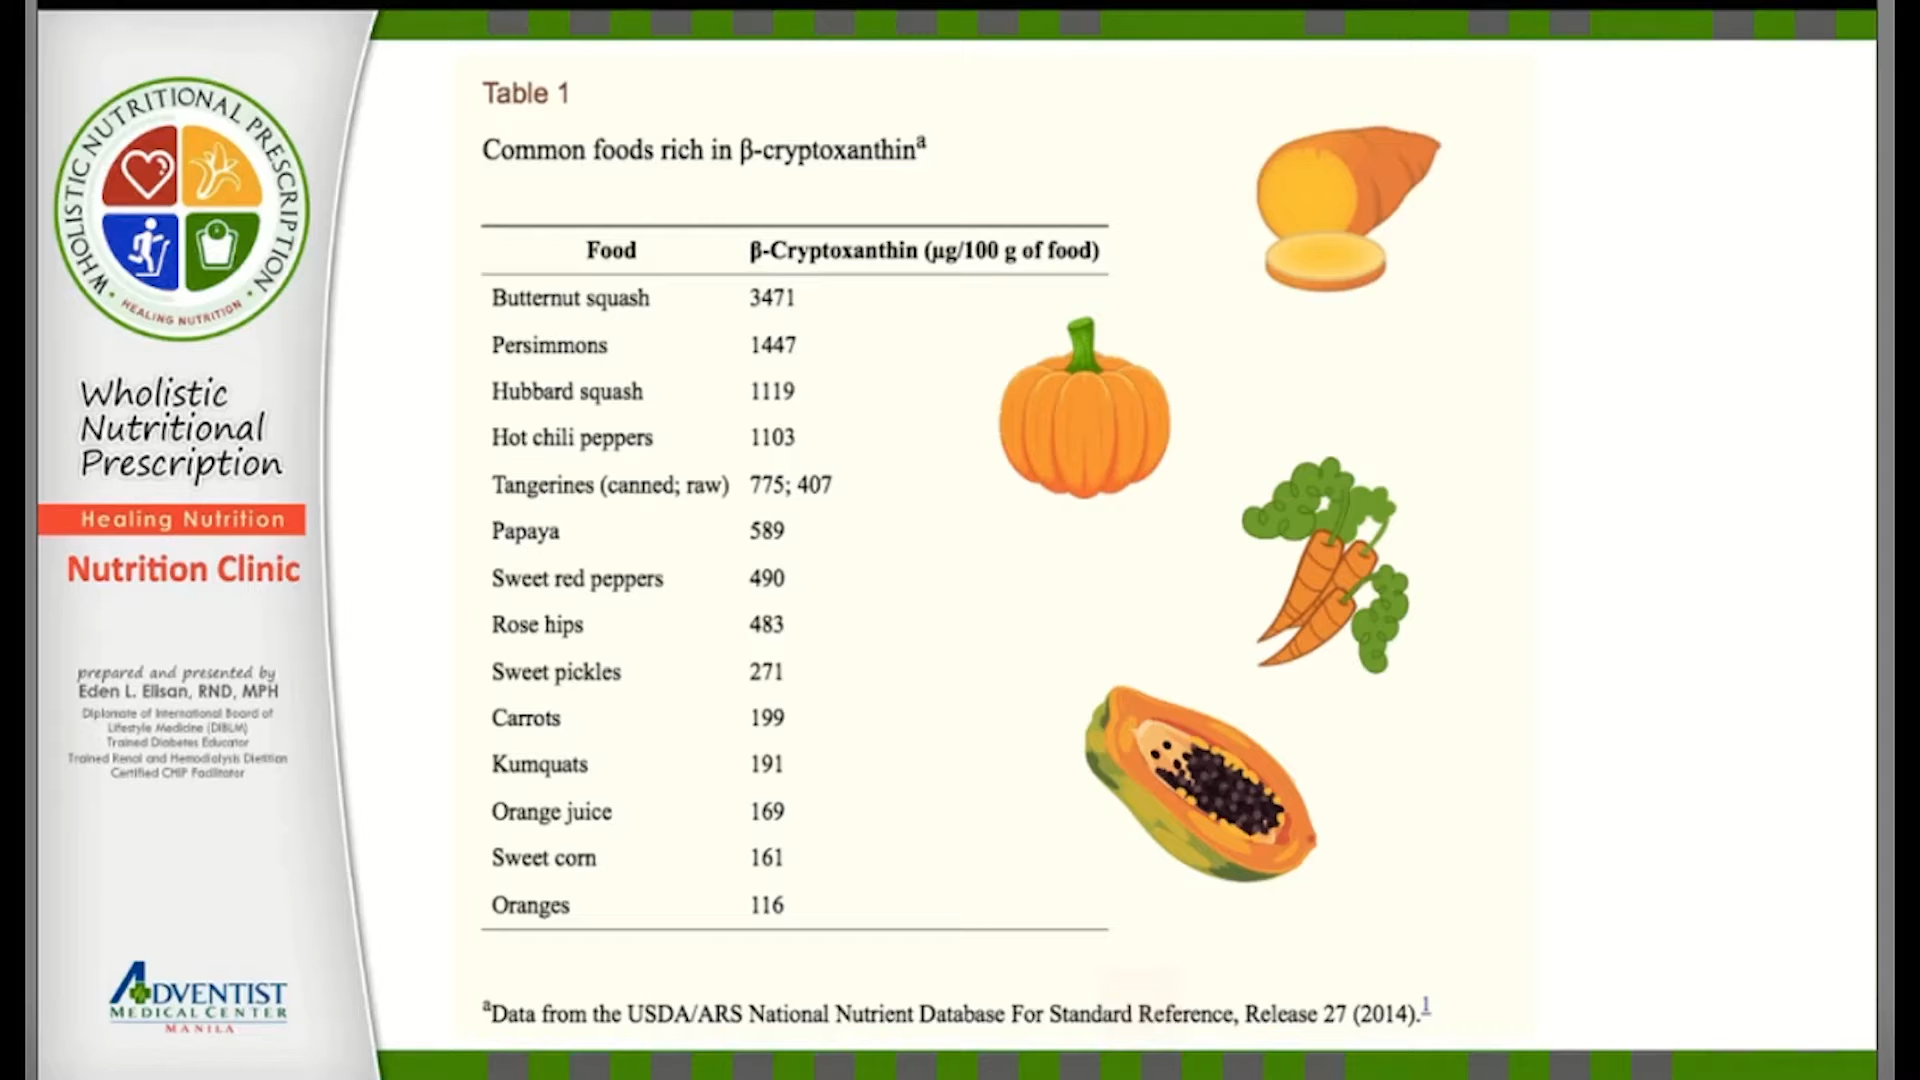 WHOLISTIC NUTRITIONAL PRESCRIPTION
• HEALING NUTRITION •
Wholistic
Nutritional
Prescription
Healing Nutrition
Nutrition Clinic
prepared and presented by
Eden L. Elisan, RND, MPH
Diplomate of International Board of
Lifestyle Medicine (DIBLM)
Trained Diabetes Educator
Trained Renal and Hemodialysis Dietitian
Certified CHIP Facilitator
ADVENTIST
MEDICAL CENTER
MANILA
Table 1
Common foods rich in β-cryptoxanthinᵃ
Food β-Cryptoxanthin (μg/100 g of food)
Butternut squash 3471
Persimmons 1447
Hubbard squash 1119
Hot chili peppers 1103
Tangerines (canned; raw) 775; 407
Papaya 589
Sweet red peppers 490
Rose hips 483
Sweet pickles 271
Carrots 199
Kumquats 191
Orange juice 169
Sweet corn 161
Oranges 116
ᵃData from the USDA/ARS National Nutrient Database For Standard Reference, Release 27 (2014).¹